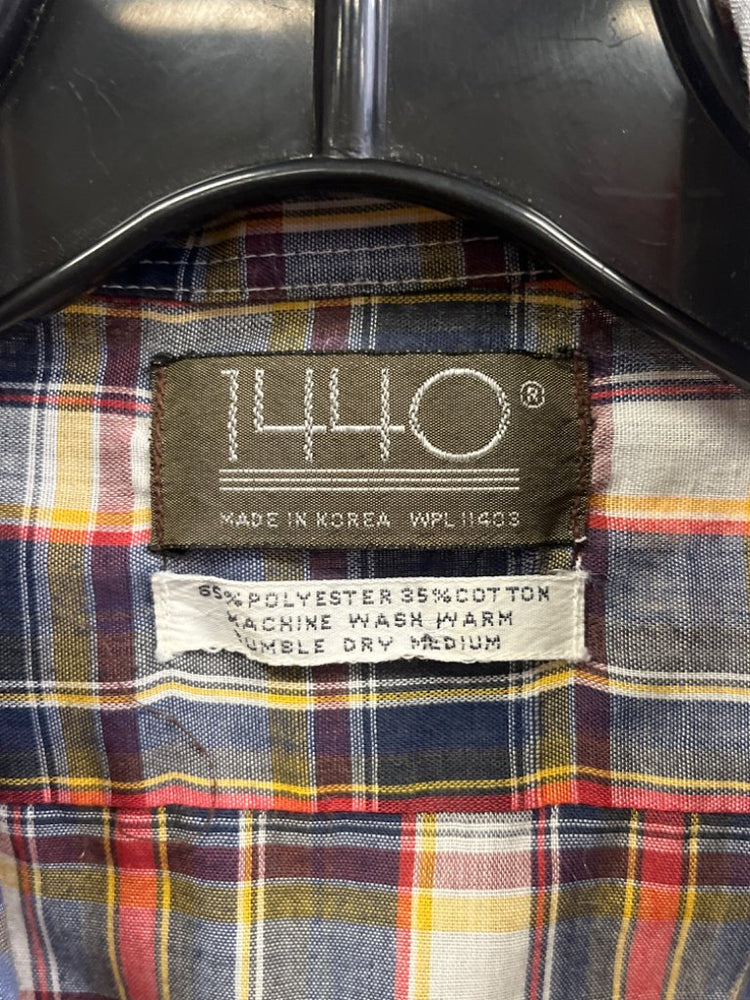 1440®
MADE IN KOREA WPL 11403
65% POLYESTER 35% COTTON
MACHINE WASH WARM
TUMBLE DRY MEDIUM